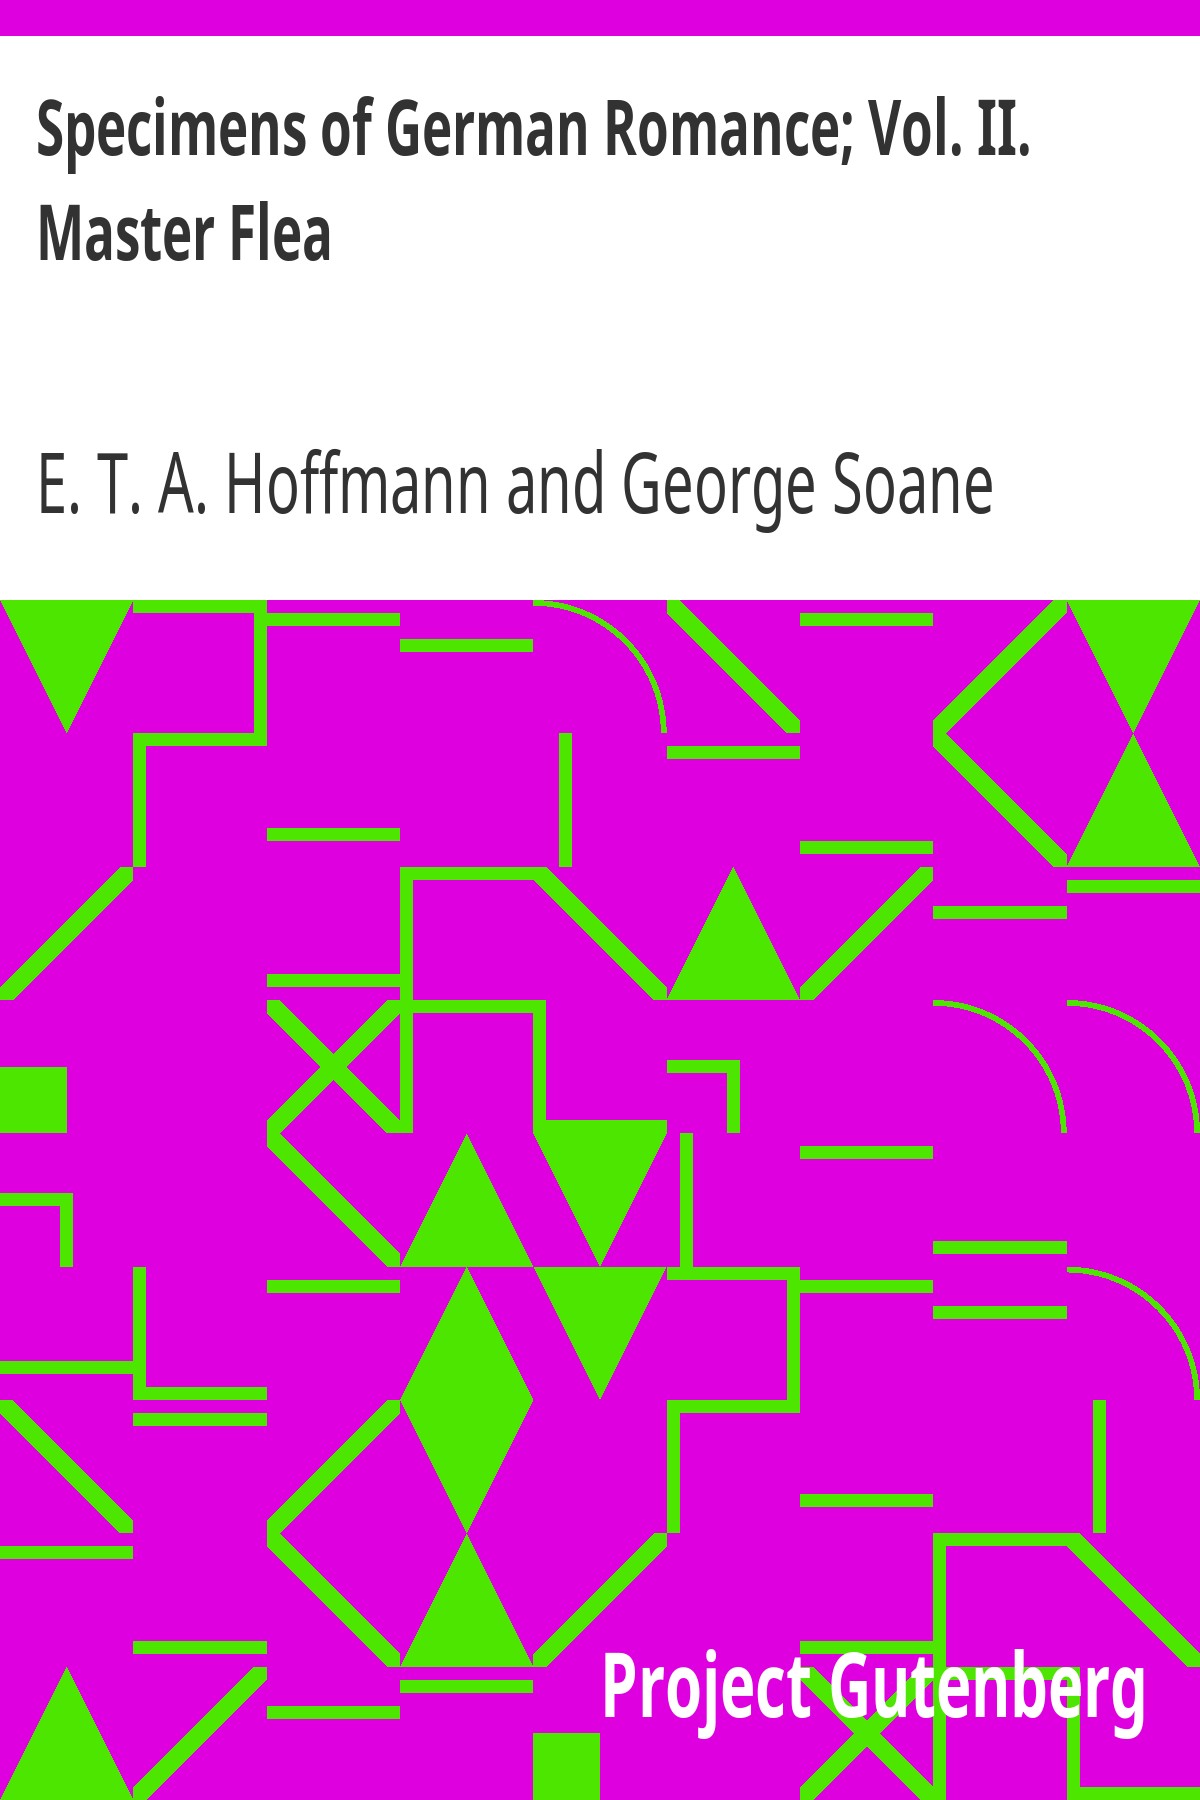 Specimens of German Romance; Vol. II.
Master Flea
E. T. A. Hoffmann and George Soane
Project Gutenberg